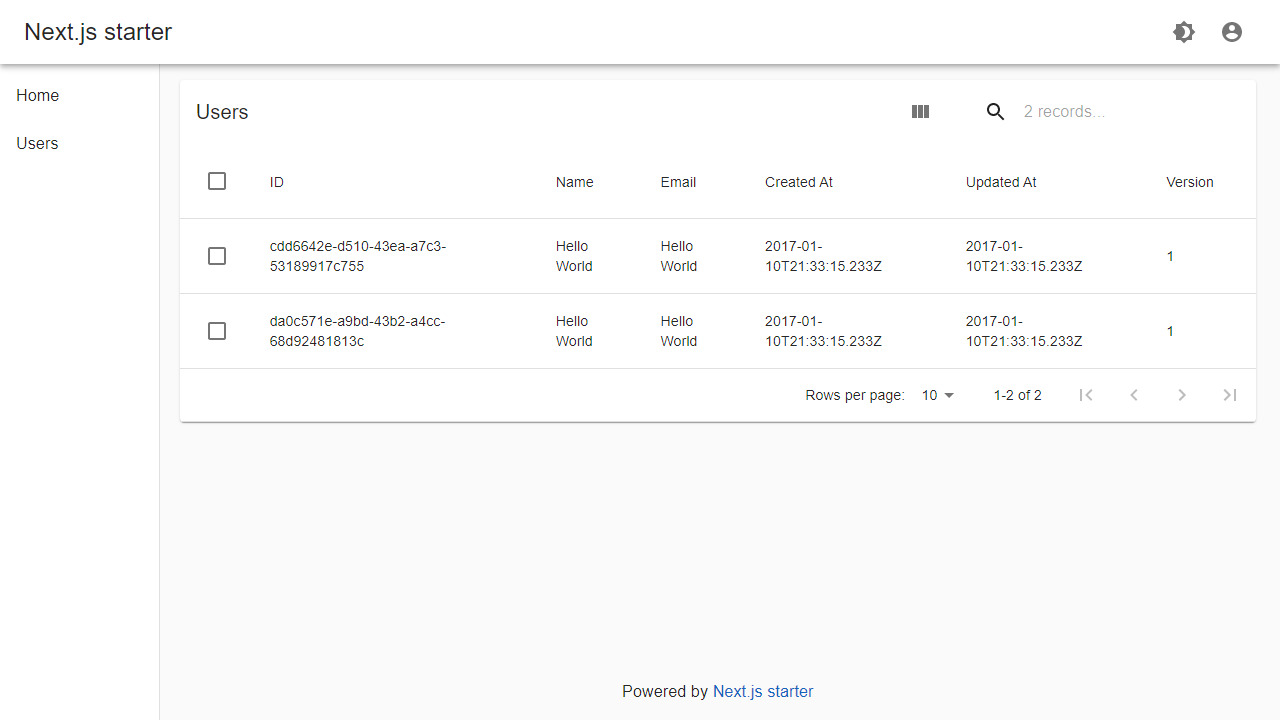 Next.js starter
Home
Users
Users
2 records...
ID Name Email Created At Updated At Version
cdd6642e-d510-43ea-a7c3- Hello Hello 2017-01- 2017-01- 1
53189917c755 World World 10T21:33:15.233Z 10T21:33:15.233Z
da0c571e-a9bd-43b2-a4cc- Hello Hello 2017-01- 2017-01- 1
68d92481813c World World 10T21:33:15.233Z 10T21:33:15.233Z
Rows per page: 10 1-2 of 2
Powered by Next.js starter